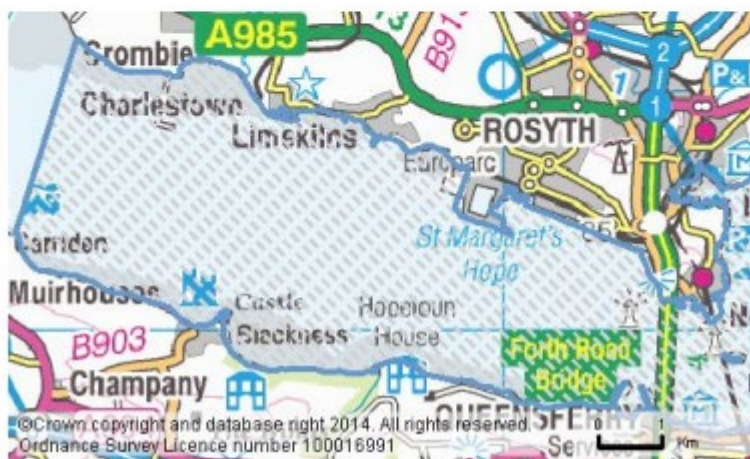 Crombie
A985
B91
2
P&
Charlestown
1
1
Limekilns
ROSYTH
Europarc
St Margaret's
Hope
Muirhouses
Castle
Blackness
House
B903
Champany
Forth Road
Bridge
QUEENSFERRY
©Crown copyright and database right 2014. All rights reserved.
Ordnance Survey Licence number 100016991
0 1
Km